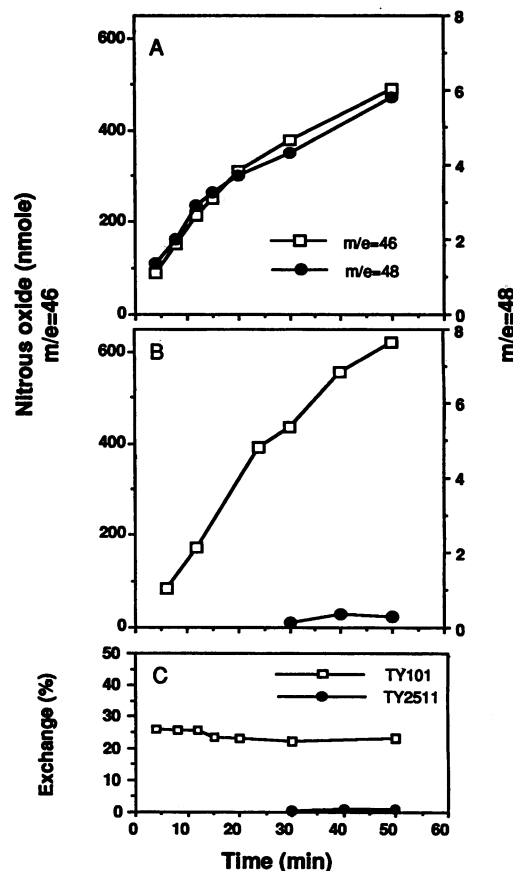 A
600
400
200
0
8
6
4
2
0
m/e=46
m/e=48
B
600
400
200
0
8
6
4
2
0
Nitrous oxide (nmole)
m/e=46
m/e=48
C
TY101
TY2511
50
40
30
20
10
0
Exchange (%)
0 10 20 30 40 50 60
Time (min)